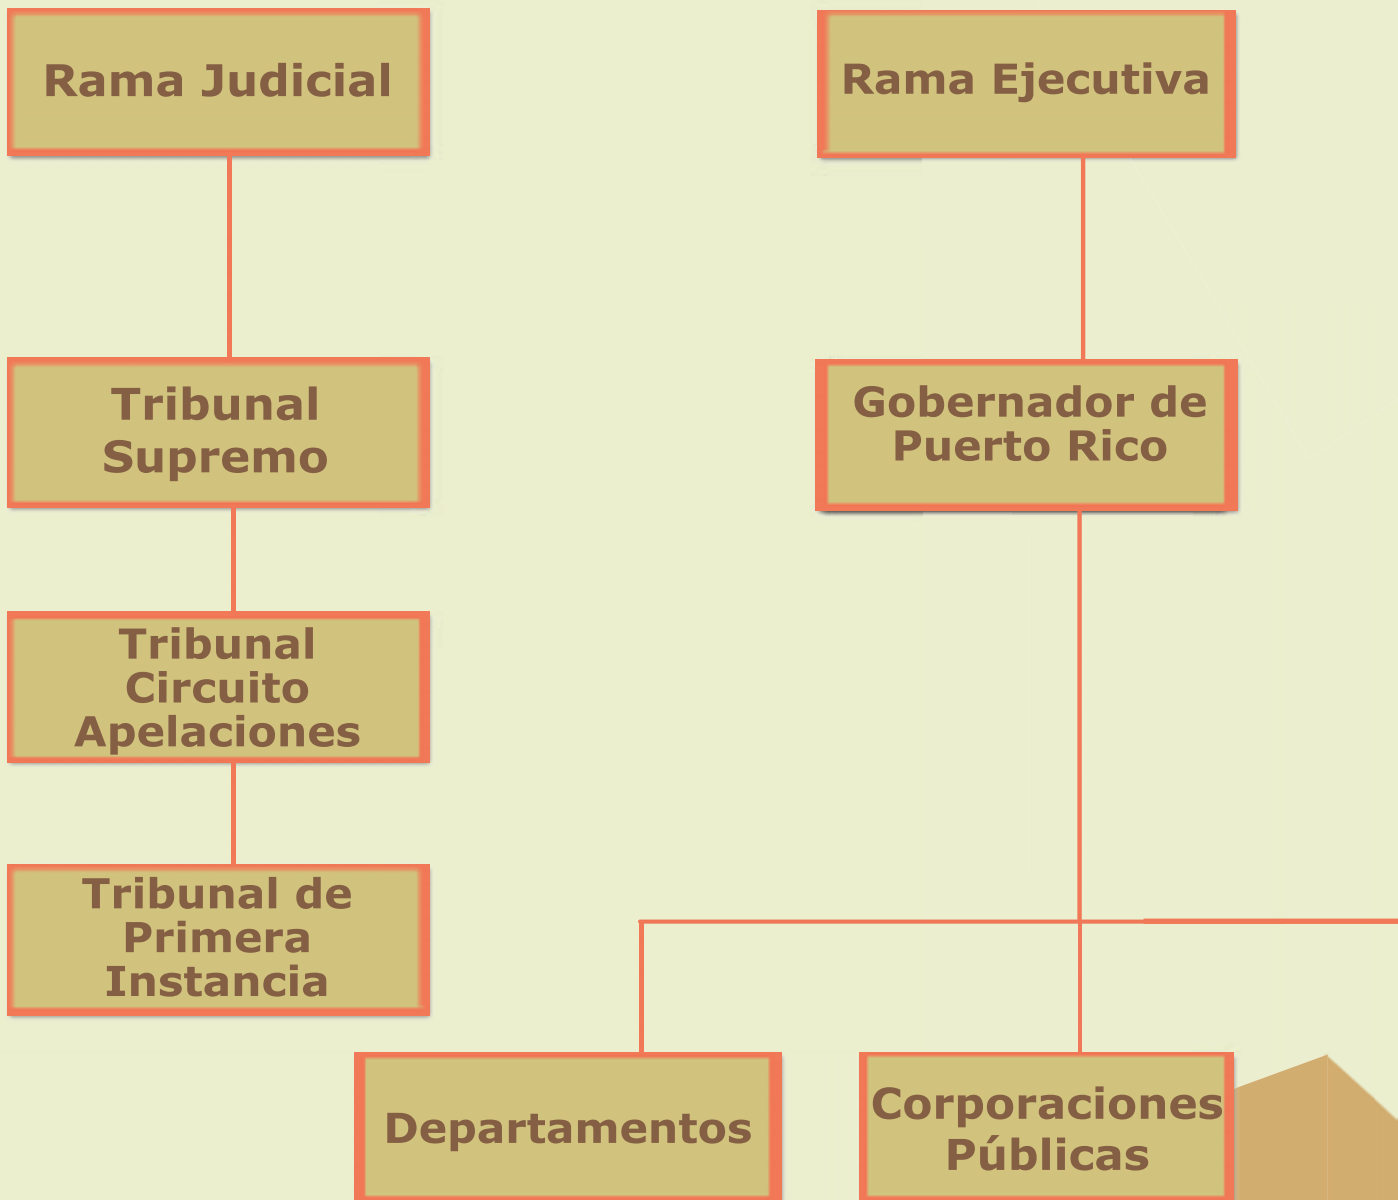 Rama Judicial
Rama Ejecutiva
Tribunal
Supremo
Gobernador de
Puerto Rico
Tribunal
Circuito
Apelaciones
Tribunal de
Primera
Instancia
Departamentos
Corporaciones
Públicas